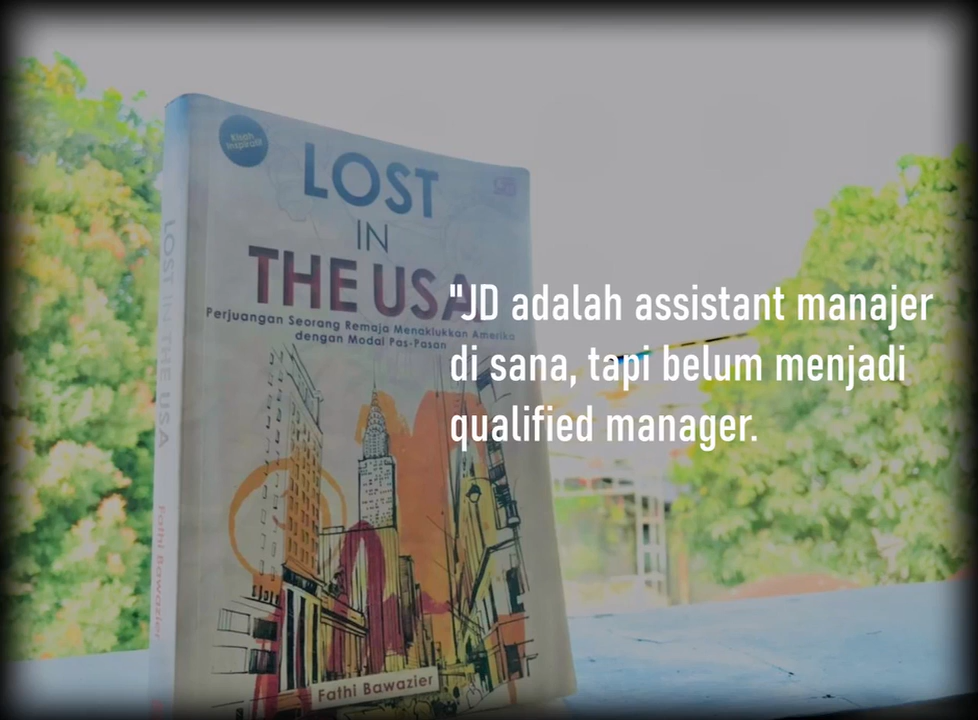 Kisah
Inspiratif
LOST
IN
THE USA
Perjuangan Seorang Remaja Menaklukkan Amerika
dengan Modal Pas-Pasan
"JD adalah assistant manajer
di sana, tapi belum menjadi
qualified manager.
Fathi Bawazier
LOST IN THE USA
Fathi Bawazier